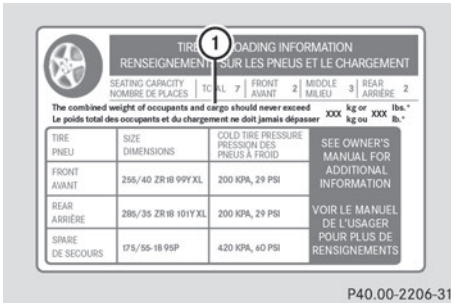 TIRE LOADING INFORMATION
1
RENSEIGNEMENT SUR LES PNEUS ET LE CHARGEMENT
SEATING CAPACITY TOTAL 7 FRONT 2 MIDDLE 3 REAR 2
NOMBRE DE PLACES AVANT MILIEU ARRIÈRE
The combined weight of occupants and cargo should never exceed XXX kg or XXX lbs.*
Le poids total des occupants et du chargement ne doit jamais dépasser kg ou lb.*
TIRE SIZE COLD TIRE PRESSURE
PNEU DIMENSIONS PRESSION DES
PNEUS À FROID
SEE OWNER'S
MANUAL FOR
ADDITIONAL
INFORMATION
VOIR LE MANUEL
DE L'USAGER
POUR PLUS DE
RENSIGNEMENTS
FRONT
AVANT 255/40 ZR18 99Y XL 200 KPA, 29 PSI
REAR
ARRIÈRE 285/35 ZR18 101Y XL 200 KPA, 29 PSI
SPARE
DE SECOURS 175/55-18 95P 420 KPA, 60 PSI
P40.00-2206-31